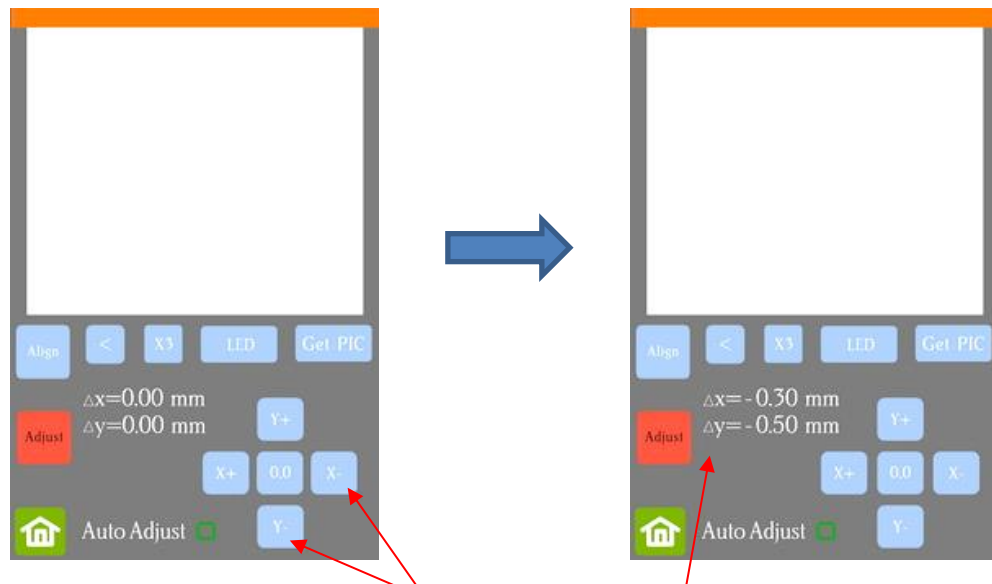 Align < X3 LED Get PIC
△x=0.00 mm
△y=0.00 mm
Y+
Adjust
X+ 0.0 X-
Auto Adjust
Y-
Align < X3 LED Get PIC
△x=-0.30 mm
△y=-0.50 mm
Y+
Adjust
X+ 0.0 X-
Auto Adjust
Y-